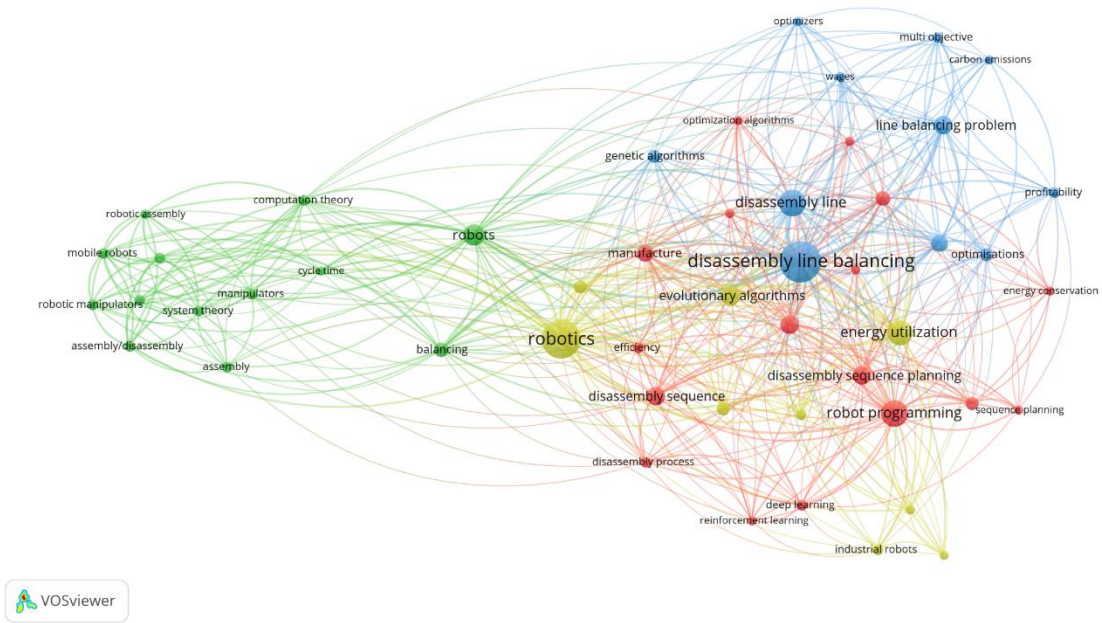 optimizers
multi objective
carbon emissions
wages
optimization algorithms
line balancing problem
genetic algorithms
profitability
computation theory
disassembly line
robotic assembly
robots
mobile robots
manufacture
disassembly line balancing
optimisations
cycle time
manipulators
evolutionary algorithms
energy conservation
robotic manipulators
system theory
robotics
energy utilization
assembly/disassembly
balancing
efficiency
assembly
disassembly sequence planning
disassembly sequence
robot programming
sequence planning
disassembly process
deep learning
reinforcement learning
industrial robots
VOSviewer